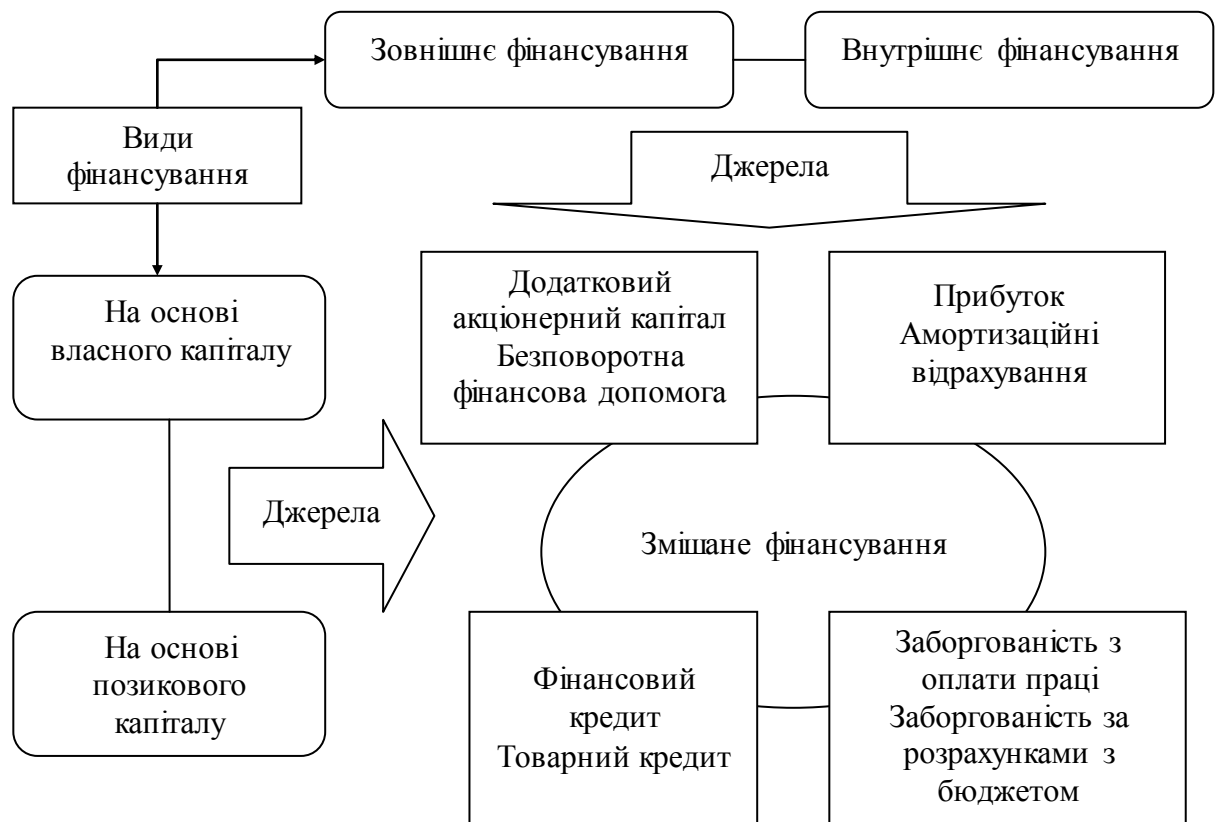 Зовнішнє фінансування
Внутрішнє фінансування
Види
фінансування
Джерела
На основі
власного капіталу
Додатковий
акціонерний капітал
Безповоротна
фінансова допомога
Прибуток
Амортизаційні
відрахування
Джерела
Змішане фінансування
На основі
позикового
капіталу
Фінансовий
кредит
Товарний кредит
Заборгованість з
оплати праці
Заборгованість за
розрахунками з
бюджетом